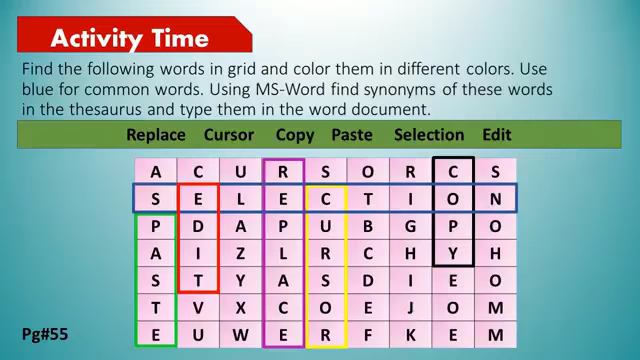 Activity Time
Find the following words in grid and color them in different colors. Use
blue for common words. Using MS-Word find synonyms of these words
in the thesaurus and type them in the word document.
Replace Cursor Copy Paste Selection Edit
A C U R S O R C S
S E L E C T I O N
P D A P U B G P O
A I Z L R C H Y H
S T Y A S D I E O
T V X C O E J O M
E U W E R F K E M
Pg#55